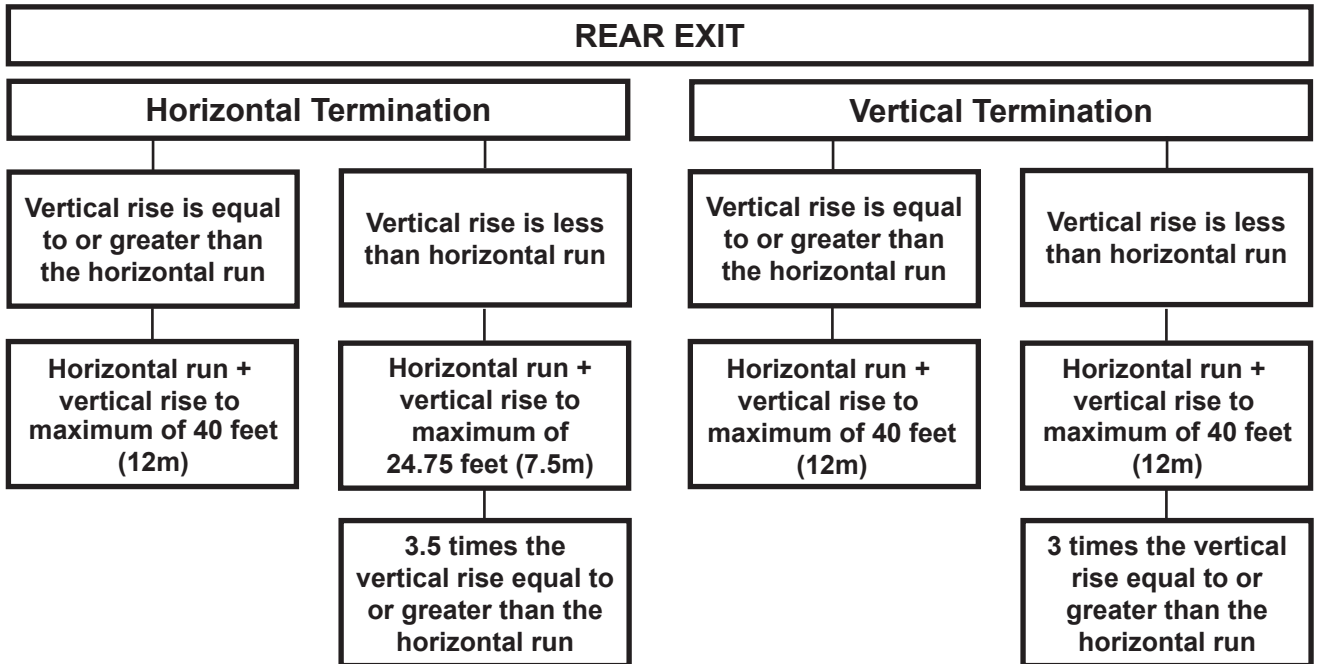 REAR EXIT
Horizontal Termination
Vertical Termination
Vertical rise is equal
to or greater than
the horizontal run
Vertical rise is less
than horizontal run
Vertical rise is equal
to or greater than
the horizontal run
Vertical rise is less
than horizontal run
Horizontal run +
vertical rise to
maximum of 40 feet
(12m)
Horizontal run +
vertical rise to
maximum of
24.75 feet (7.5m)
Horizontal run +
vertical rise to
maximum of 40 feet
(12m)
Horizontal run +
vertical rise to
maximum of 40 feet
(12m)
3.5 times the
vertical rise equal to
or greater than the
horizontal run
3 times the vertical
rise equal to or
greater than the
horizontal run